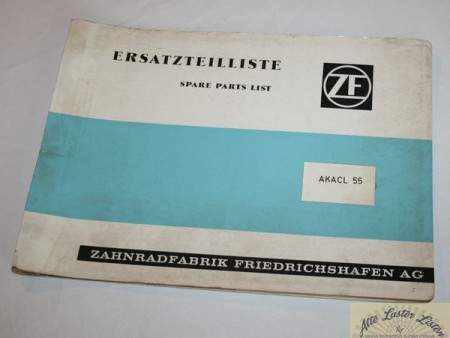 ERSATZTEILLISTE
SPARE PARTS LIST
ZF
AKACL 55
ZAHNRADFABRIK FRIEDRICHSHAFEN AG
Alte Laster Listen